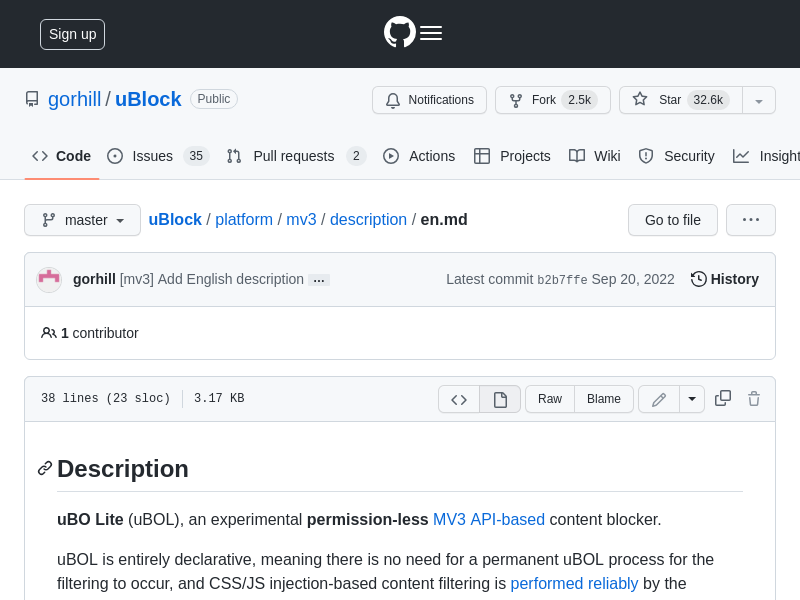 Sign up
gorhill / uBlock Public
Notifications Fork 2.5k Star 32.6k
Code Issues 35 Pull requests 2 Actions Projects Wiki Security Insight
master uBlock / platform / mv3 / description / en.md Go to file ...
gorhill [mv3] Add English description ... Latest commit b2b7ffe Sep 20, 2022 History
1 contributor
38 lines (23 sloc) 3.17 KB Raw Blame
Description
uBO Lite (uBOL), an experimental permission-less MV3 API-based content blocker.
uBOL is entirely declarative, meaning there is no need for a permanent uBOL process for the
filtering to occur, and CSS/JS injection-based content filtering is performed reliably by the